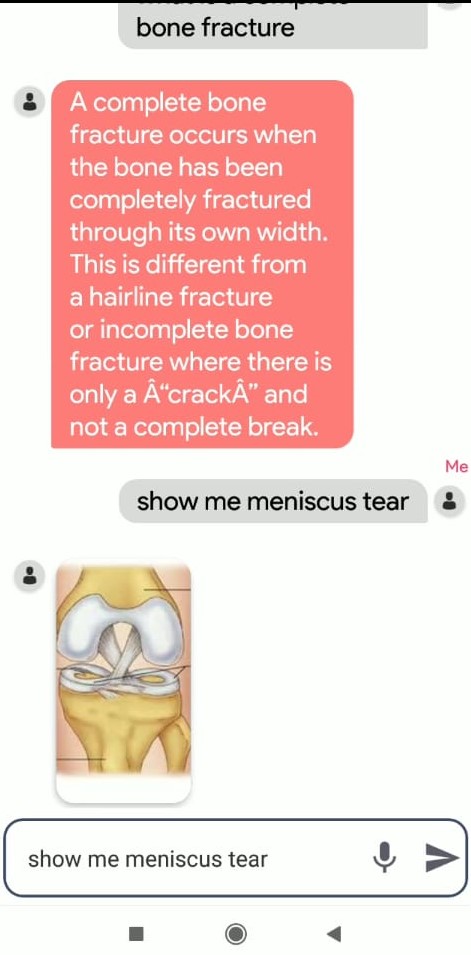 bone fracture
A complete bone
fracture occurs when
the bone has been
completely fractured
through its own width.
This is different from
a hairline fracture
or incomplete bone
fracture where there is
only a Â“crackÂ” and
not a complete break.
Me
show me meniscus tear
show me meniscus tear